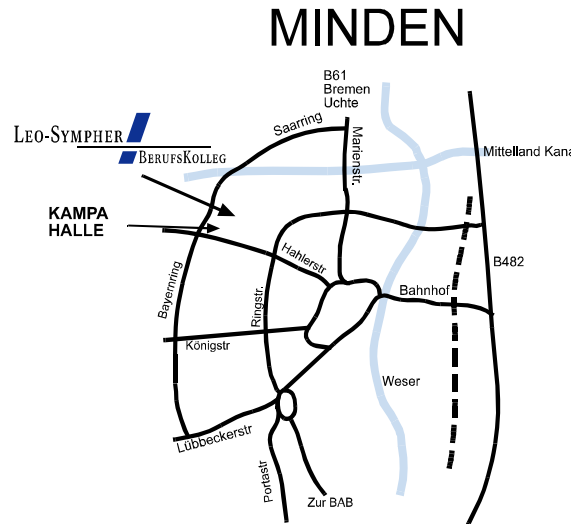 MINDEN
B61
Bremen
Uchte
Saarring
Marienstr.
LEO-SYMPHER
BERUFSKOLLEG
Mittelland Kana
KAMPA
HALLE
Hahlerstr
B482
Bayernring
Ringstr.
Bahnhof
Königstr
Weser
Lübbeckerstr
Portastr
Zur BAB